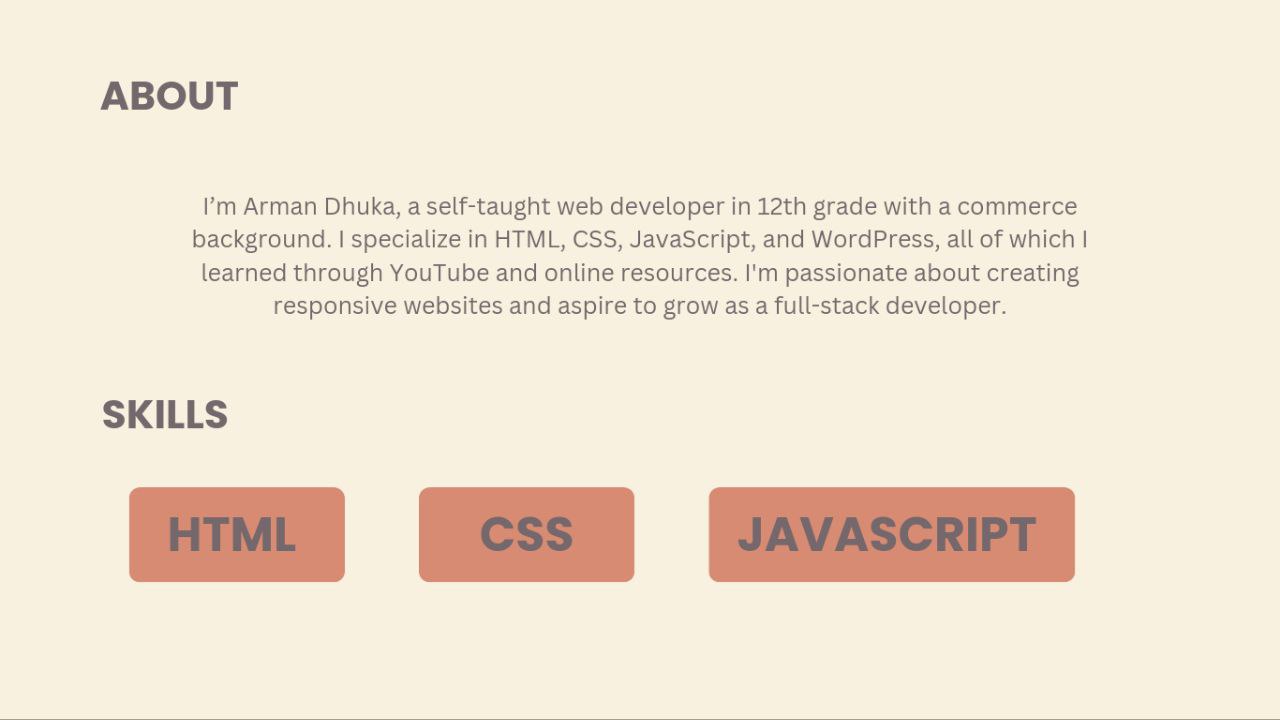 ABOUT
I’m Arman Dhuka, a self-taught web developer in 12th grade with a commerce
background. I specialize in HTML, CSS, JavaScript, and WordPress, all of which I
learned through YouTube and online resources. I'm passionate about creating
responsive websites and aspire to grow as a full-stack developer.
SKILLS
HTML
CSS
JAVASCRIPT